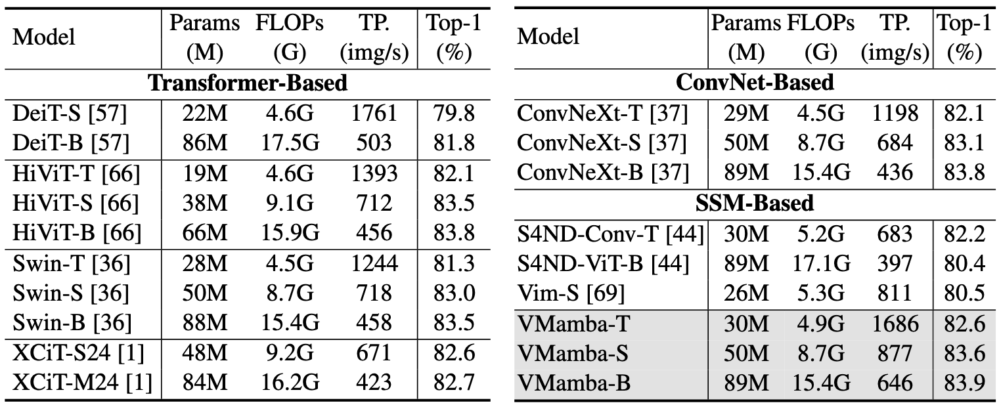 Model Params FLOPs TP. Top-1
(M) (G) (img/s) (%)
Transformer-Based
DeiT-S [57] 22M 4.6G 1761 79.8
DeiT-B [57] 86M 17.5G 503 81.8
HiViT-T [66] 19M 4.6G 1393 82.1
HiViT-S [66] 38M 9.1G 712 83.5
HiViT-B [66] 66M 15.9G 456 83.8
Swin-T [36] 28M 4.5G 1244 81.3
Swin-S [36] 50M 8.7G 718 83.0
Swin-B [36] 88M 15.4G 458 83.5
XCiT-S24 [1] 48M 9.2G 671 82.6
XCiT-M24 [1] 84M 16.2G 423 82.7
Model Params FLOPs TP. Top-1
(M) (G) (img/s) (%)
ConvNet-Based
ConvNeXt-T [37] 29M 4.5G 1198 82.1
ConvNeXt-S [37] 50M 8.7G 684 83.1
ConvNeXt-B [37] 89M 15.4G 436 83.8
SSM-Based
S4ND-Conv-T [44] 30M 5.2G 683 82.2
S4ND-ViT-B [44] 89M 17.1G 397 80.4
Vim-S [69] 26M 5.3G 811 80.5
VMamba-T 30M 4.9G 1686 82.6
VMamba-S 50M 8.7G 877 83.6
VMamba-B 89M 15.4G 646 83.9